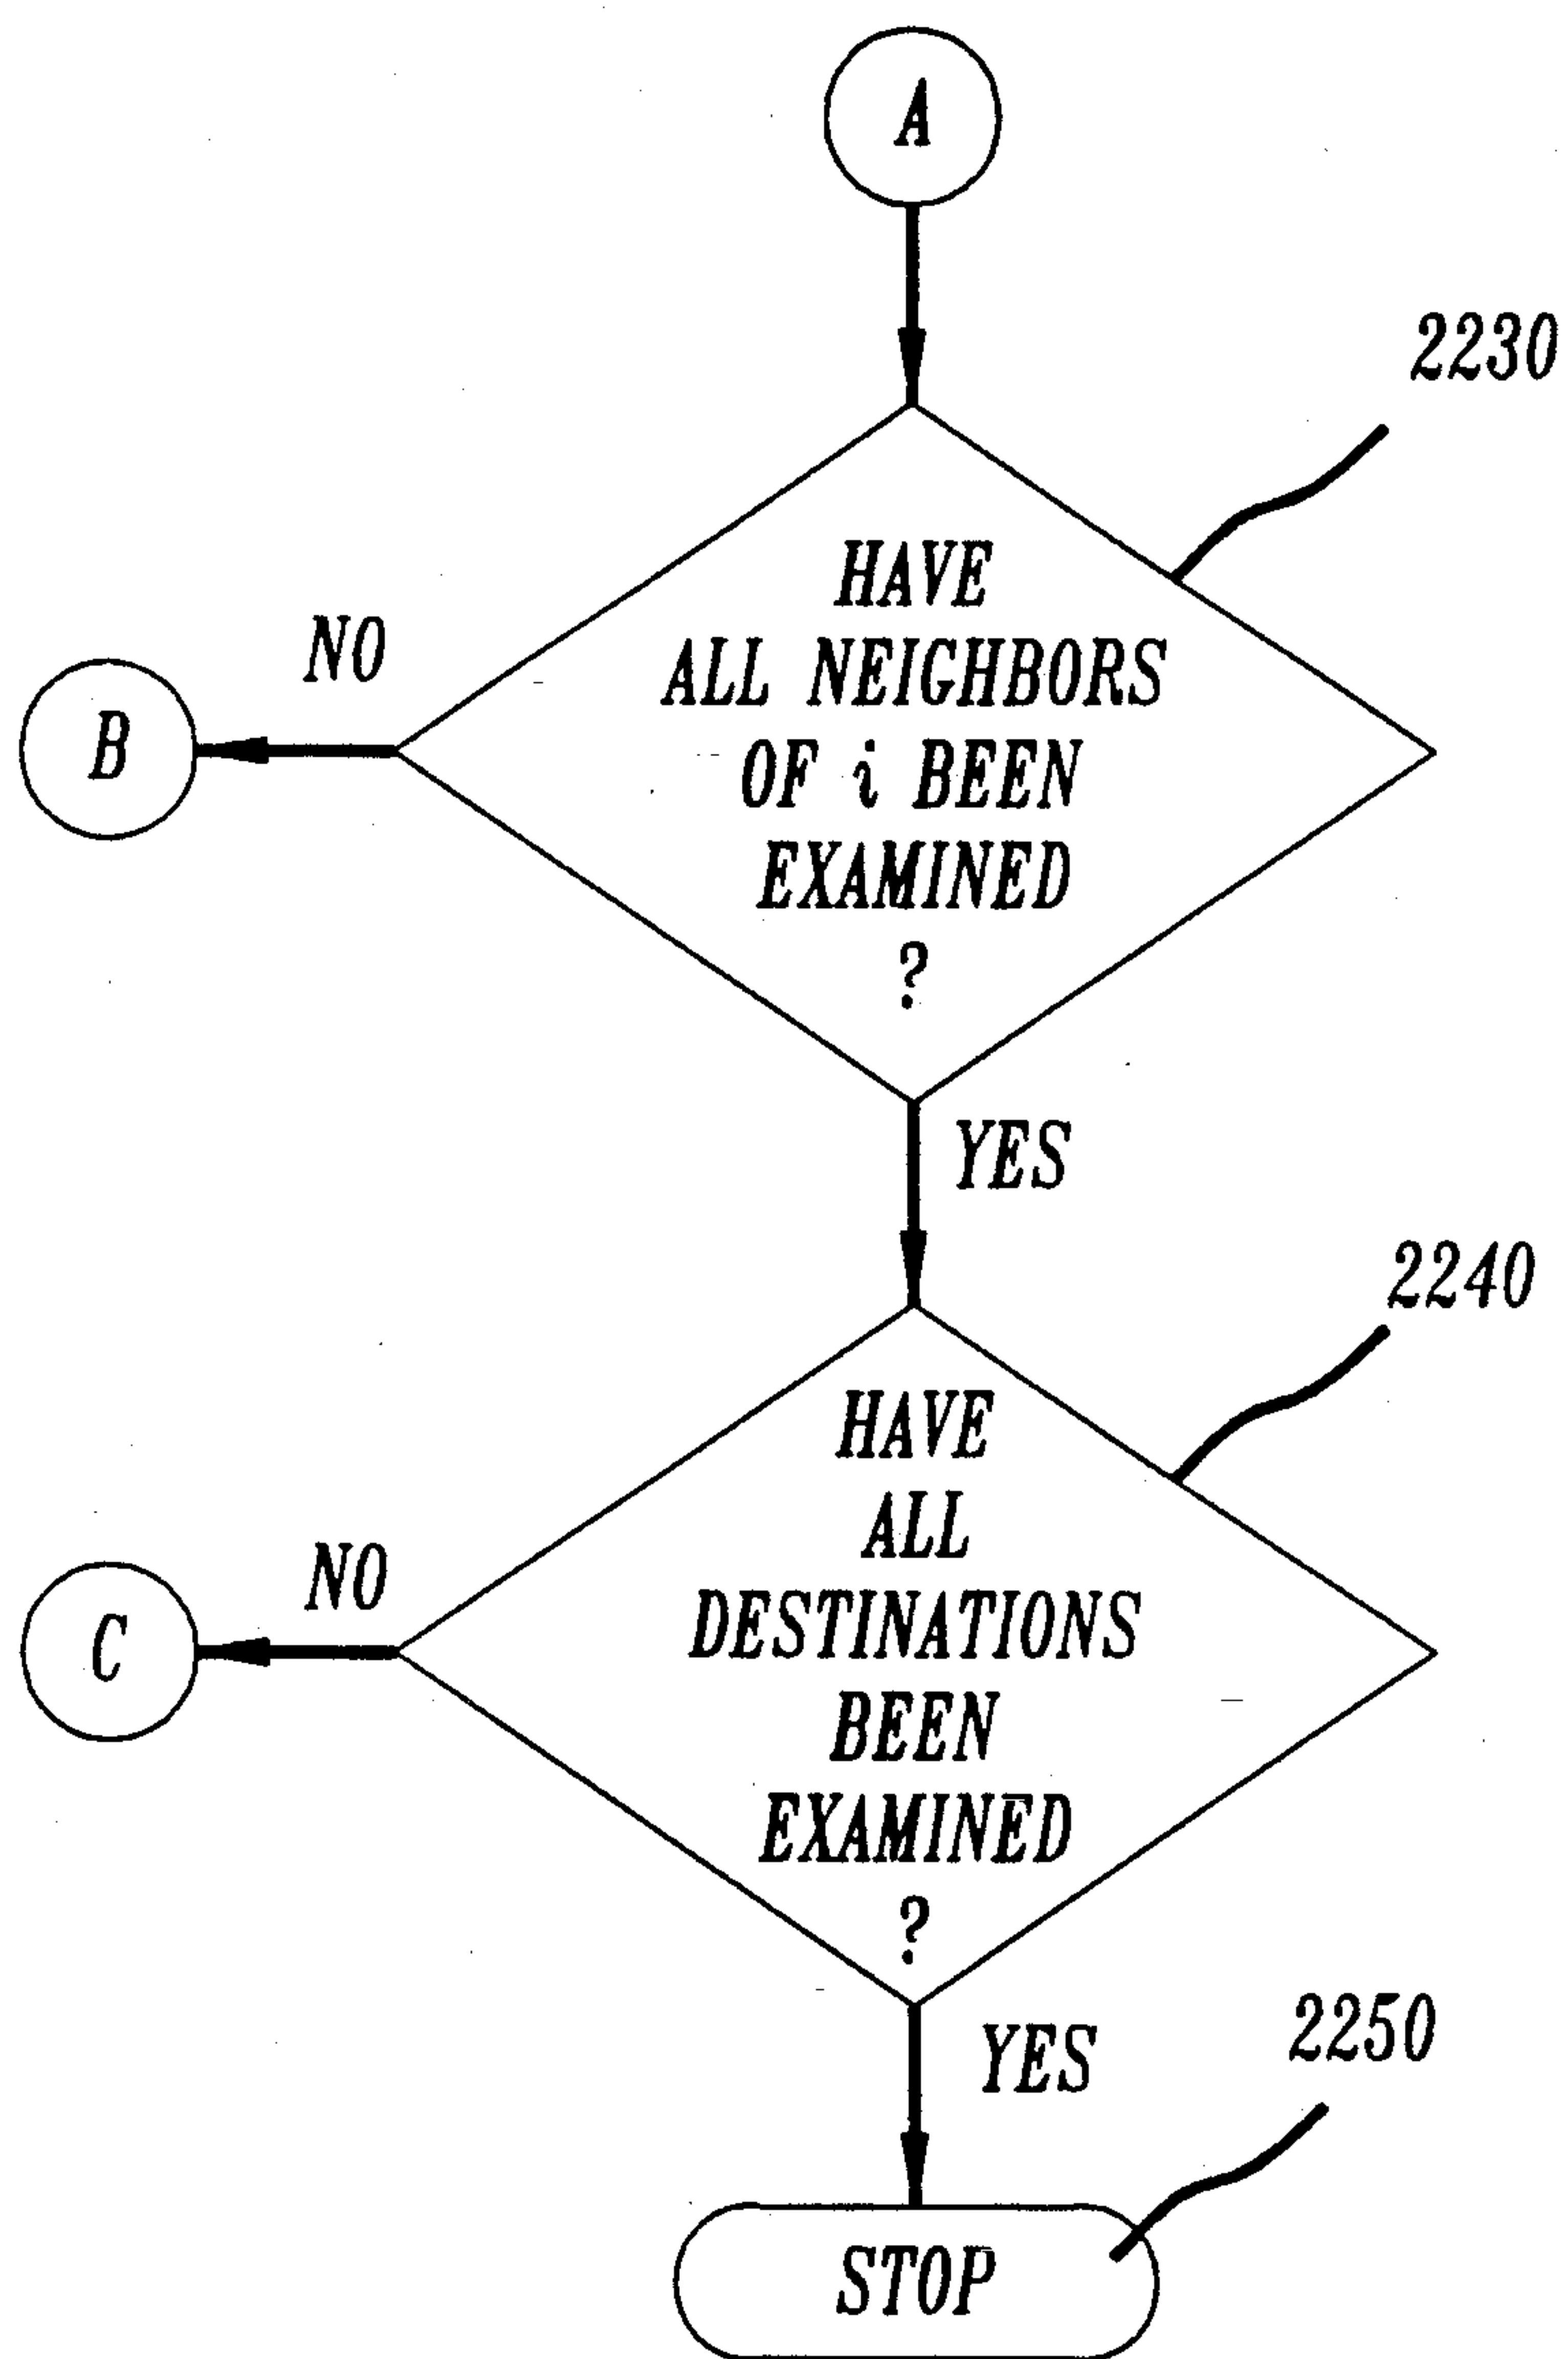 A
2230
HAVE
ALL NEIGHBORS
OF i BEEN
EXAMINED
?
NO
B
YES
2240
HAVE
ALL
DESTINATIONS
BEEN
EXAMINED
?
NO
C
YES
2250
STOP